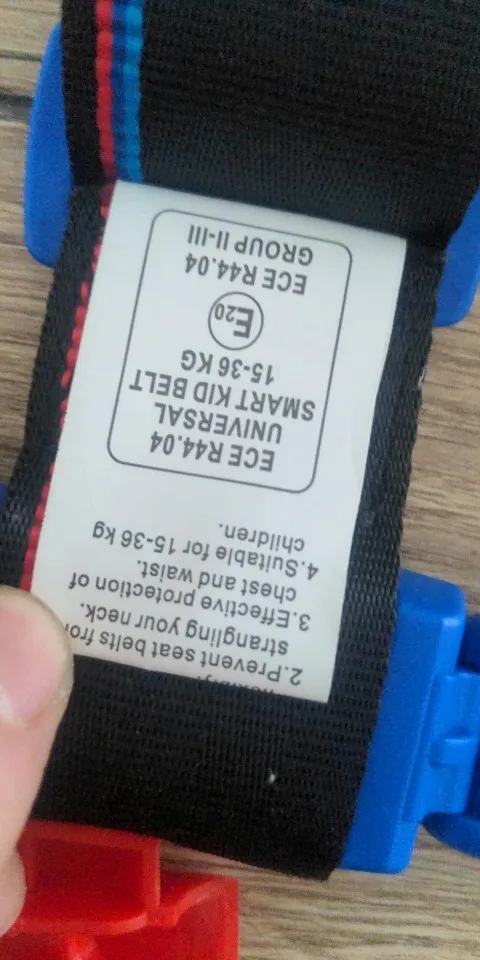 2.Prevent seat belts
strangling your neck.
3.Effective protection of
chest and waist.
4.Suitable for 15-36 kg
children.
ECE R44.04
UNIVERSAL
SMART KID BELT
15-36 KG
E20
ECE R44.04
GROUP II-III